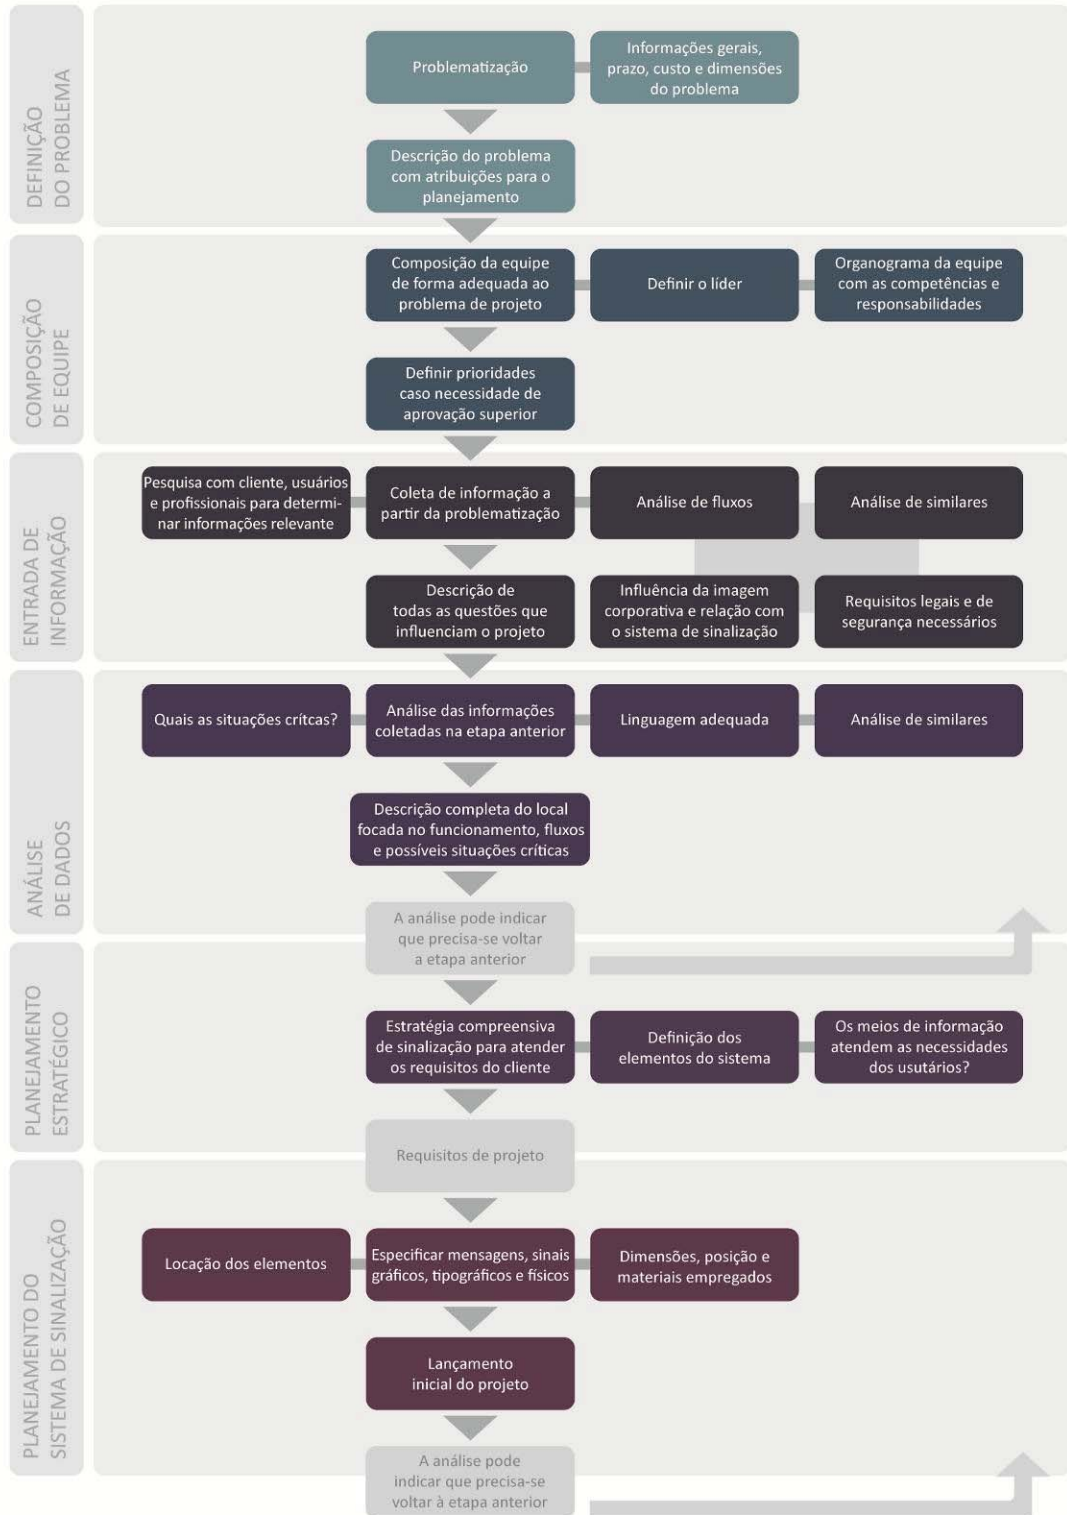 DEFINIÇÃO
DO PROBLEMA
Problematização
Informações gerais,
prazo, custo e dimensões
do problema
Descrição do problema
com atribuições para o
planejamento
COMPOSIÇÃO
DE EQUIPE
Composição da equipe
de forma adequada ao
problema de projeto
Definir o líder
Organograma da equipe
com as competências e
responsabilidades
Definir prioridades
caso necessidade de
aprovação superior
ENTRADA DE
INFORMAÇÃO
Pesquisa com cliente, usuários
e profissionais para determi-
nar informações relevante
Coleta de informação a
partir da problematização
Análise de fluxos
Análise de similares
Descrição de
todas as questões que
influenciam o projeto
Influência da imagem
corporativa e relação com
o sistema de sinalização
Requisitos legais e de
segurança necessários
ANÁLISE
DE DADOS
Quais as situações crítcas?
Análise das informações
coletadas na etapa anterior
Linguagem adequada
Análise de similares
Descrição completa do local
focada no funcionamento, fluxos
e possíveis situações críticas
A análise pode indicar
que precisa-se voltar
a etapa anterior
PLANEJAMENTO
ESTRATÉGICO
Estratégia compreensiva
de sinalização para atender
os requisitos do cliente
Definição dos
elementos do sistema
Os meios de informação
atendem as necessidades
dos usutários?
Requisitos de projeto
PLANEJAMENTO DO
SISTEMA DE SINALIZAÇÃO
Locação dos elementos
Especificar mensagens, sinais
gráficos, tipográficos e físicos
Dimensões, posição e
materiais empregados
Lançamento
inicial do projeto
A análise pode
indicar que precisa-se
voltar à etapa anterior